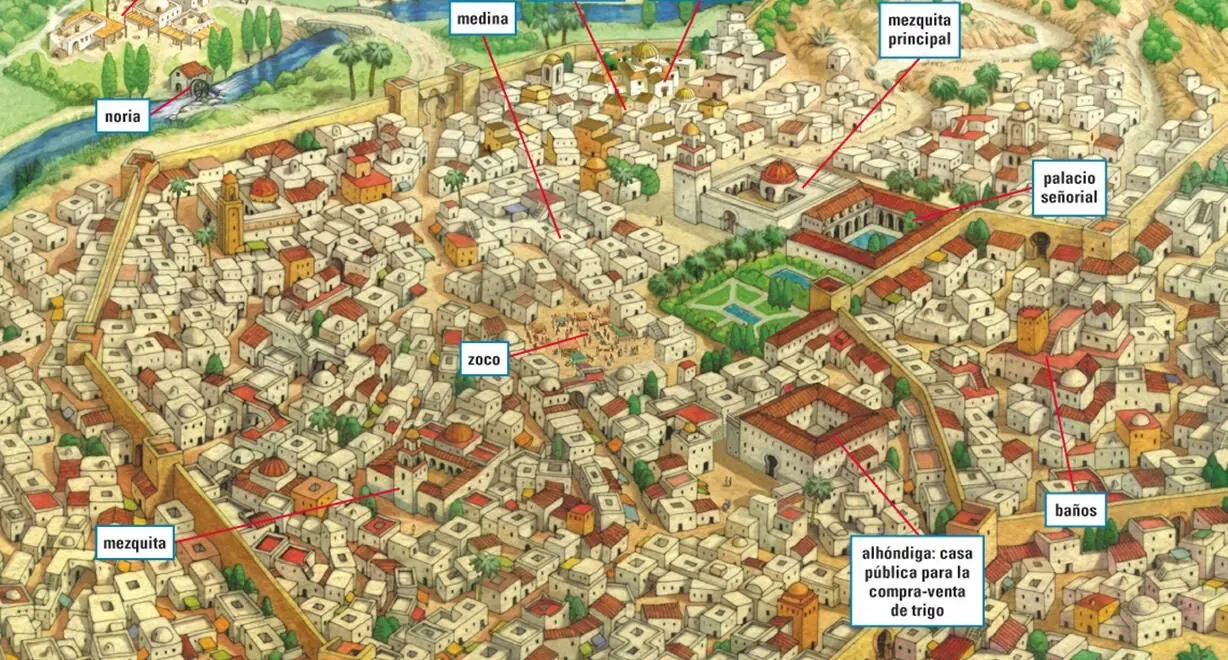 medina
mezquita
principal
noria
palacio
señorial
zoco
baños
mezquita
alhóndiga: casa
pública para la
compra-venta
de trigo